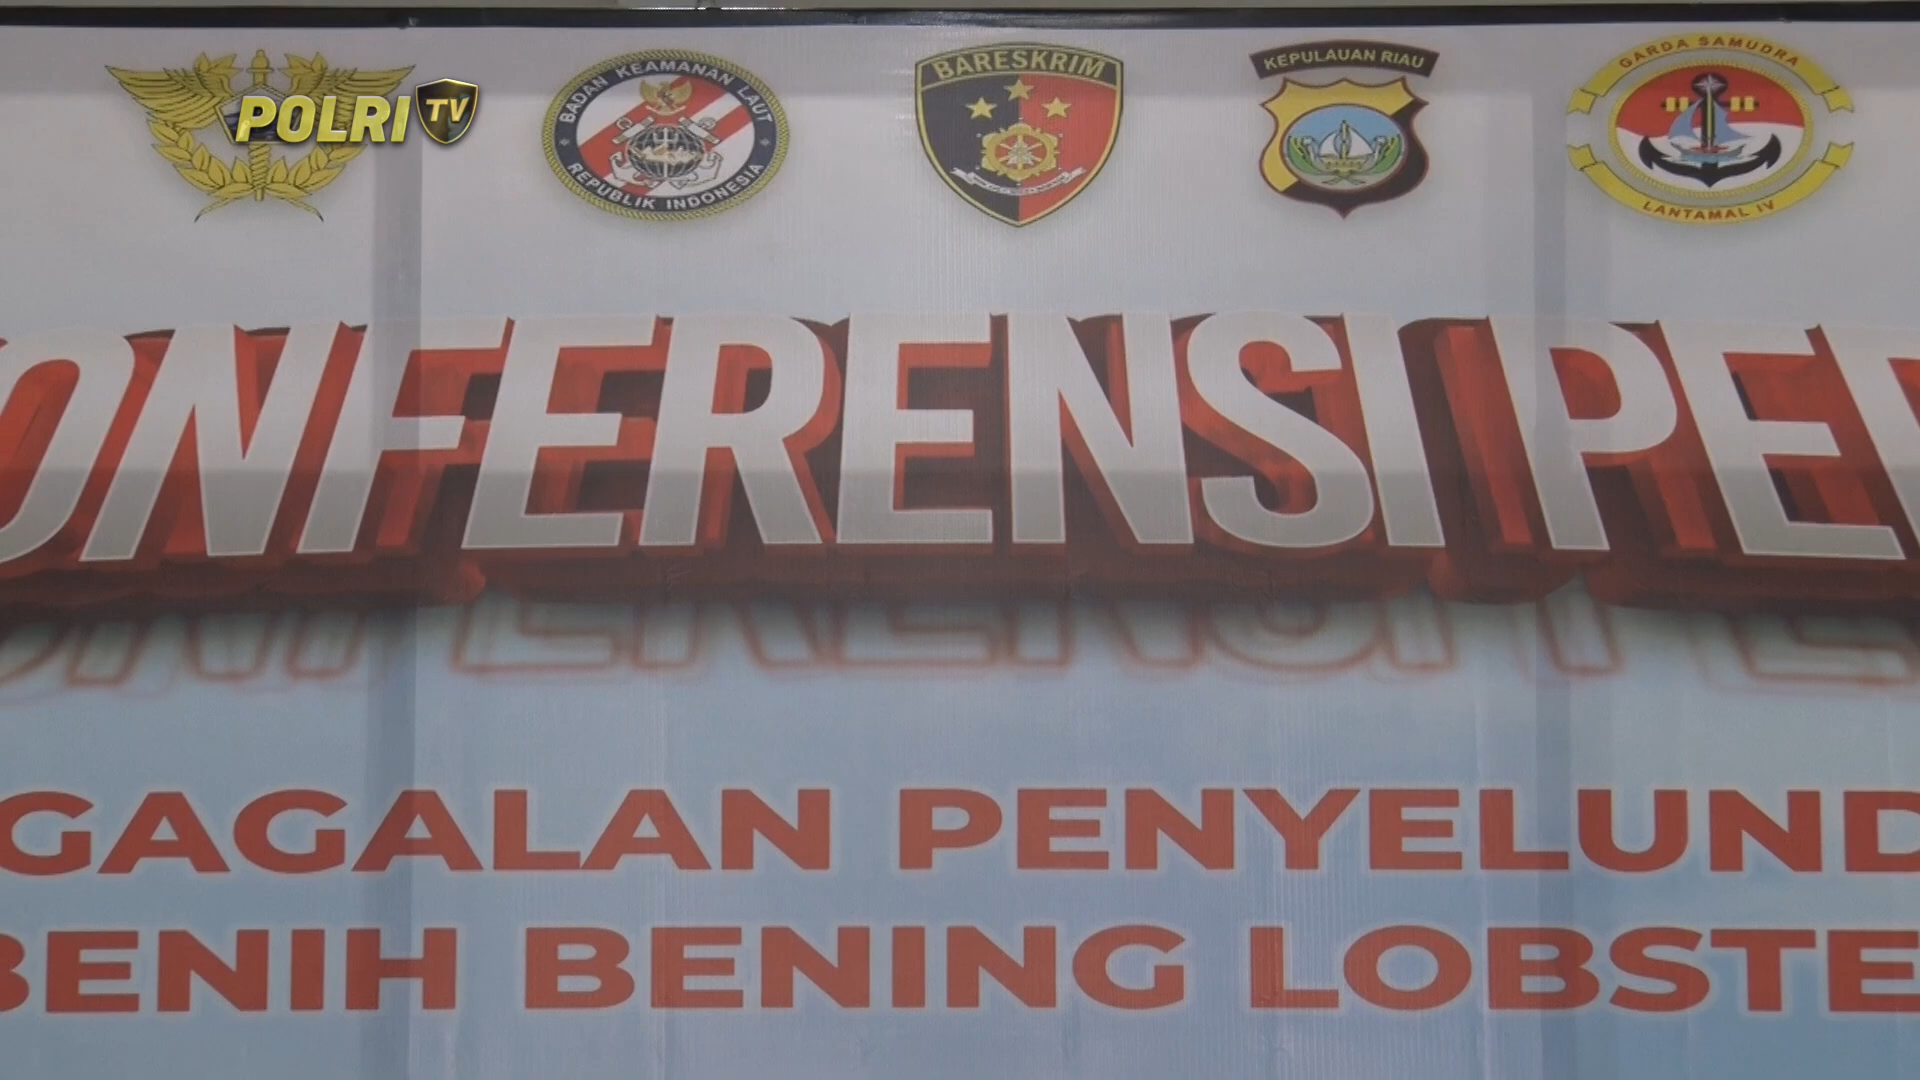 POLRI TV
BADAN KEAMANAN LAUT
REPUBLIK INDONESIA
BARESKRIM
KEPULAUAN RIAU
GARDA SAMUDRA
LANTAMAL IV
ONFERENSI PE
GAGALAN PENYELUND
BENIH BENING LOBSTE